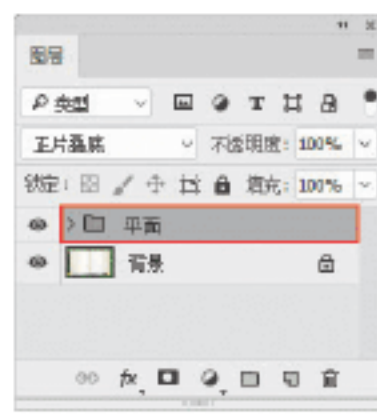 图层
类型
正片叠底 不透明度: 100%
锁定: 填充: 100%
平面
背景
fx